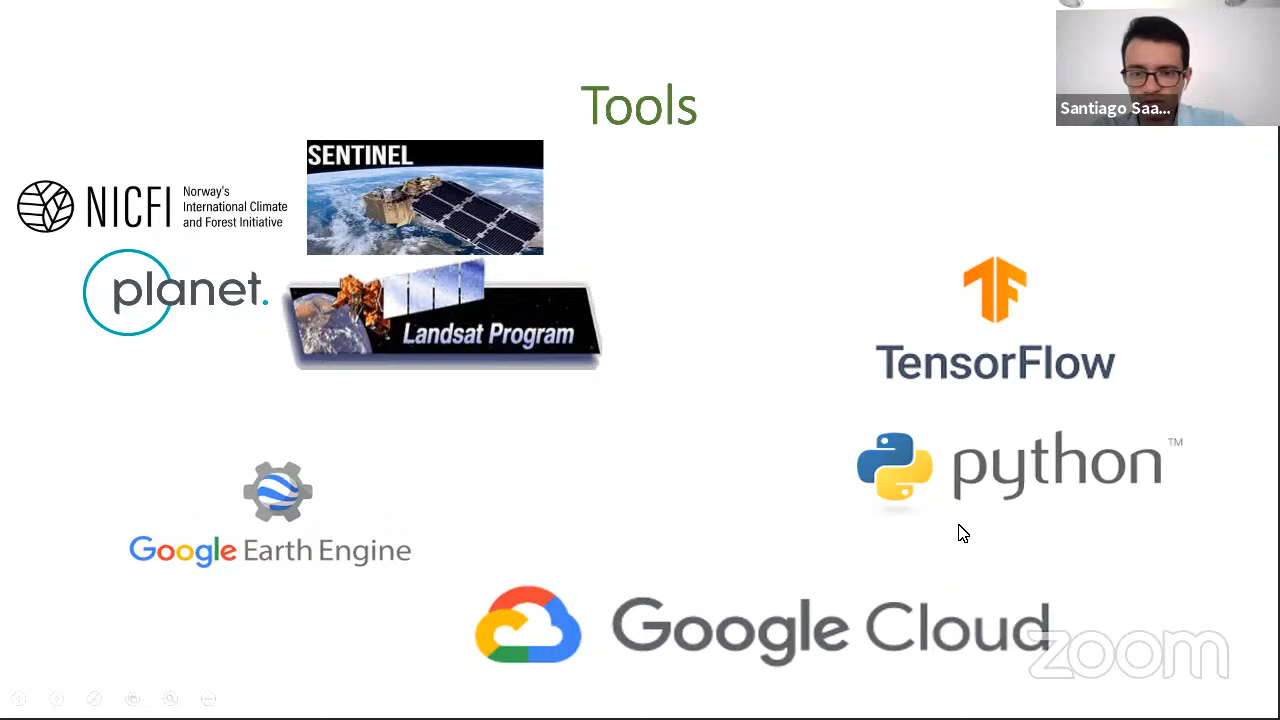 Santiago Saa...
Tools
SENTINEL
NICFI
Norway's
International Climate
and Forest Initiative
planet.
Landsat Program
TensorFlow
python™
Google Earth Engine
Google Cloud
zoom